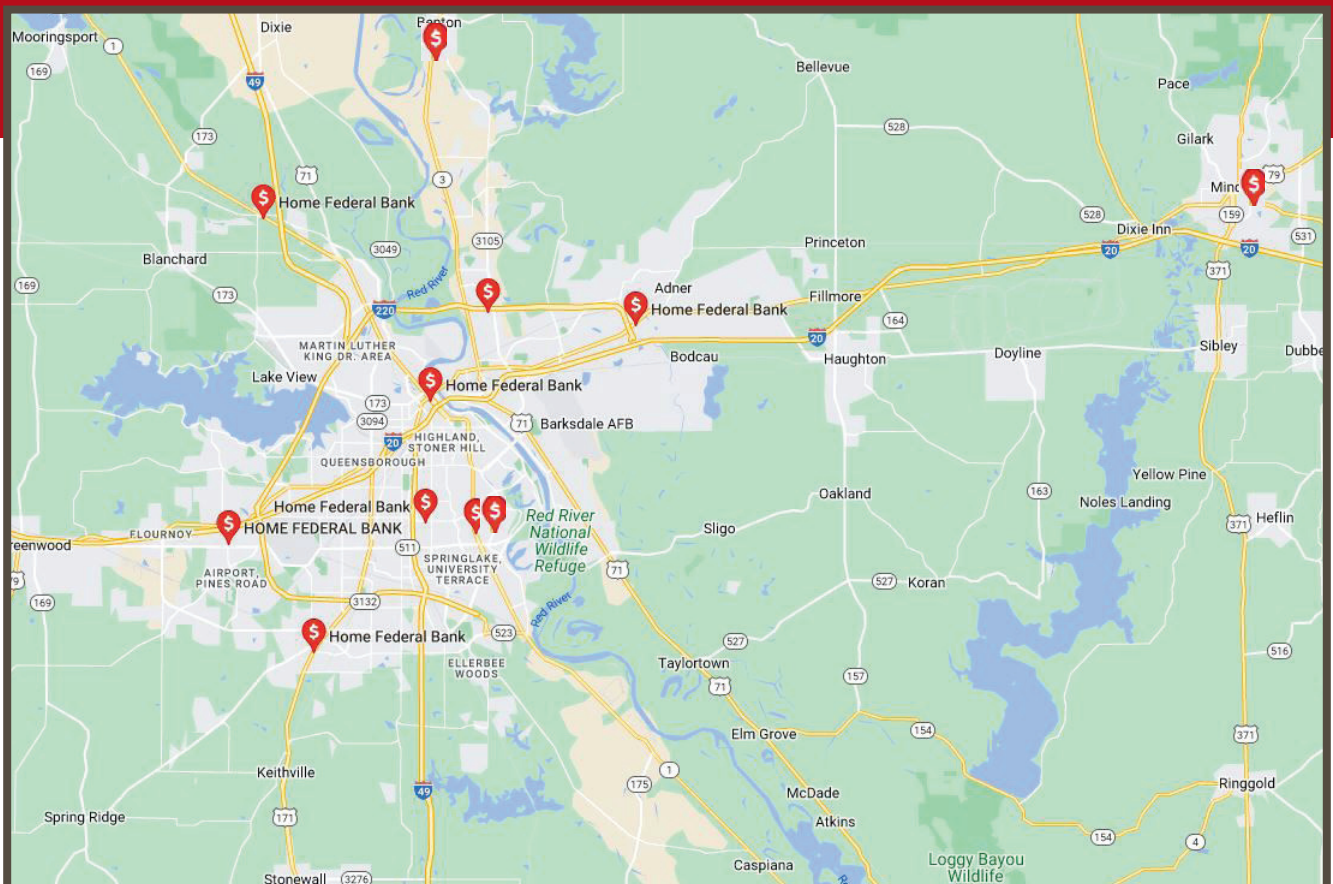 Dixie
Benton
Mooringsport
1
169
49
Bellevue
Pace
528
Gilark
173
71
3
79
Home Federal Bank
159
528
Dixie Inn
531
3105
3049
Princeton
20
20
Blanchard
371
169
Red River
173
Adner
Fillmore
220
Home Federal Bank
164
20
MARTIN LUTHER
KING DR. AREA
Bodcau
Haughton
Doyline
Sibley
Lake View
Home Federal Bank
173
3094
71
Barksdale AFB
20
HIGHLAND,
STONER HILL
QUEENSBOROUGH
Yellow Pine
163
Oakland
Noles Landing
Home Federal Bank
HOME FEDERAL BANK
Red River
National
Wildlife
Refuge
Sligo
371
Heflin
FLOURNOY
reenwood
511
SPRINGLAKE,
UNIVERSITY
TERRACE
AIRPORT,
PINES ROAD
71
527
Koran
169
3132
Red River
Home Federal Bank
523
527
516
ELLERBEE
WOODS
Taylortown
157
71
154
Elm Grove
371
Keithville
1
175
Ringgold
49
McDade
171
Spring Ridge
Atkins
154
4
Caspiana
Loggy Bayou
Wildlife
Stonewall
3276